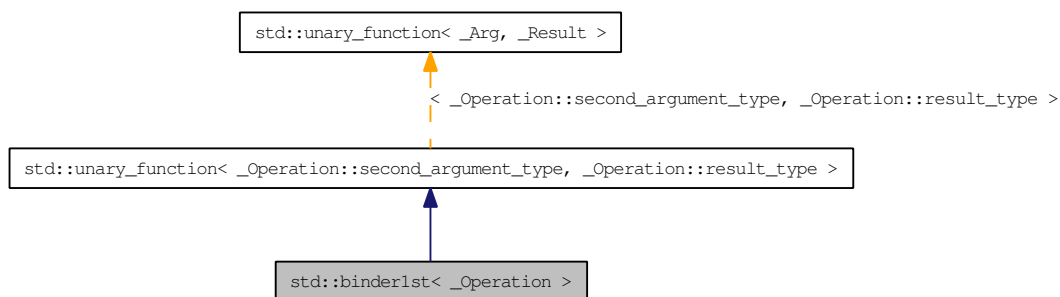 std::unary_function< _Arg, _Result >
< _Operation::second_argument_type, _Operation::result_type >
std::unary_function< _Operation::second_argument_type, _Operation::result_type >
std::binder1st< _Operation >